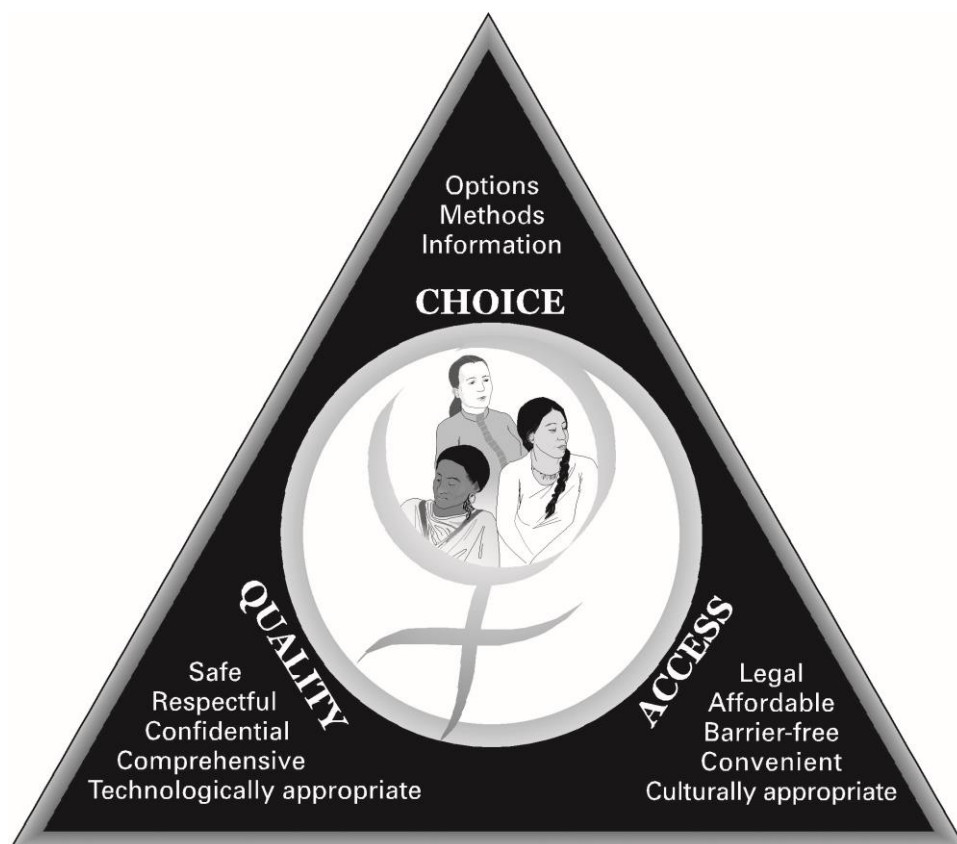 Options
Methods
Information
CHOICE
QUALITY
Safe
Respectful
Confidential
Comprehensive
Technologically appropriate
ACCESS
Legal
Affordable
Barrier-free
Convenient
Culturally appropriate